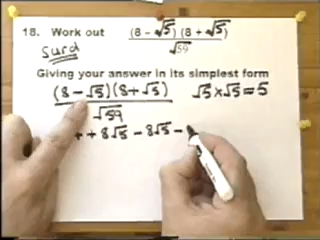 18. Work out (8 - √5)(8 + √5)
√59
Surd
Giving your answer in its simplest form
(8 - √5)(8 + √5) √5 × √5 = 5
√59
+ 8√5 - 8√5 -